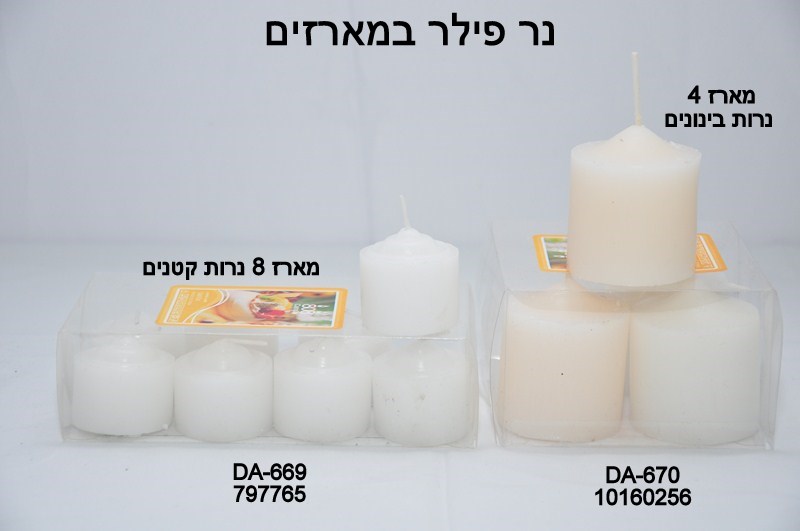 נר פילר במארזים
מארז 4
נרות בינונים
מארז 8 נרות קטנים
DA-669
797765
DA-670
10160256